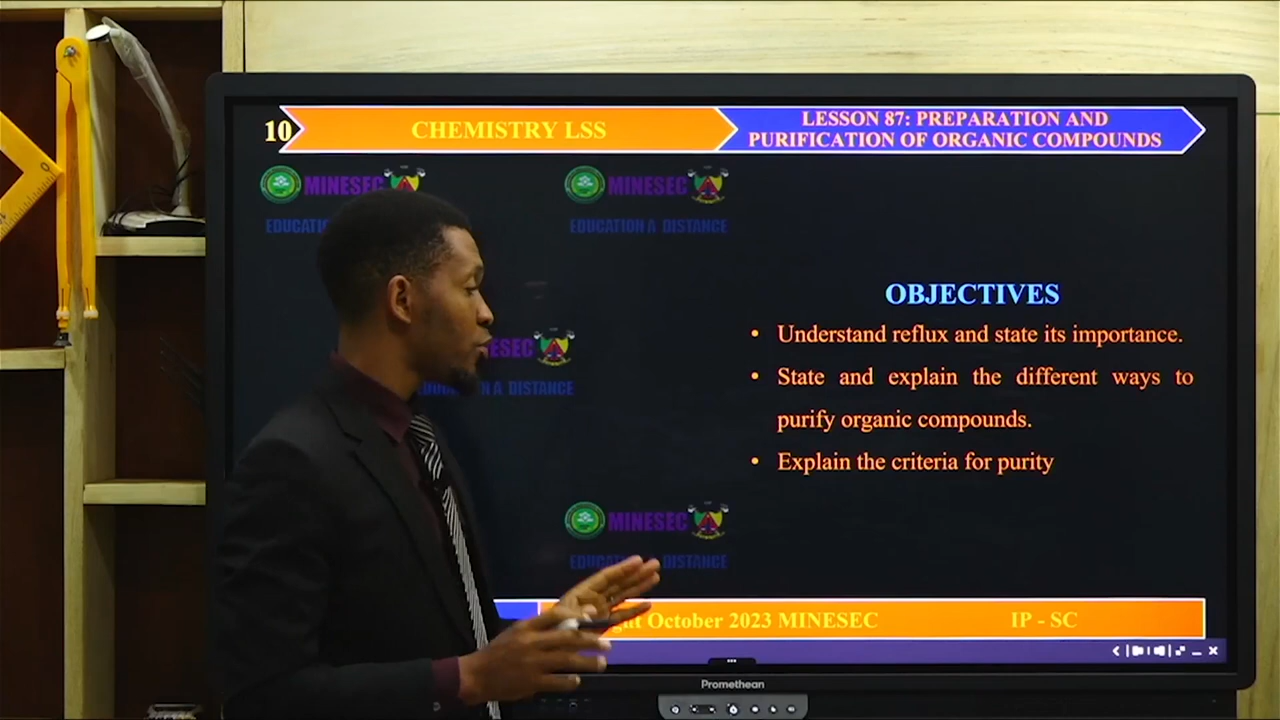 10
CHEMISTRY LSS
LESSON 87: PREPARATION AND
PURIFICATION OF ORGANIC COMPOUNDS
MINESEC
MINESEC
EDUCATION A DISTANCE
OBJECTIVES
• Understand reflux and state its importance.
• State and explain the different ways to
purify organic compounds.
• Explain the criteria for purity
DISTANCE
MINESEC
DISTANCE
October 2023 MINESEC
IP - SC
Promethean